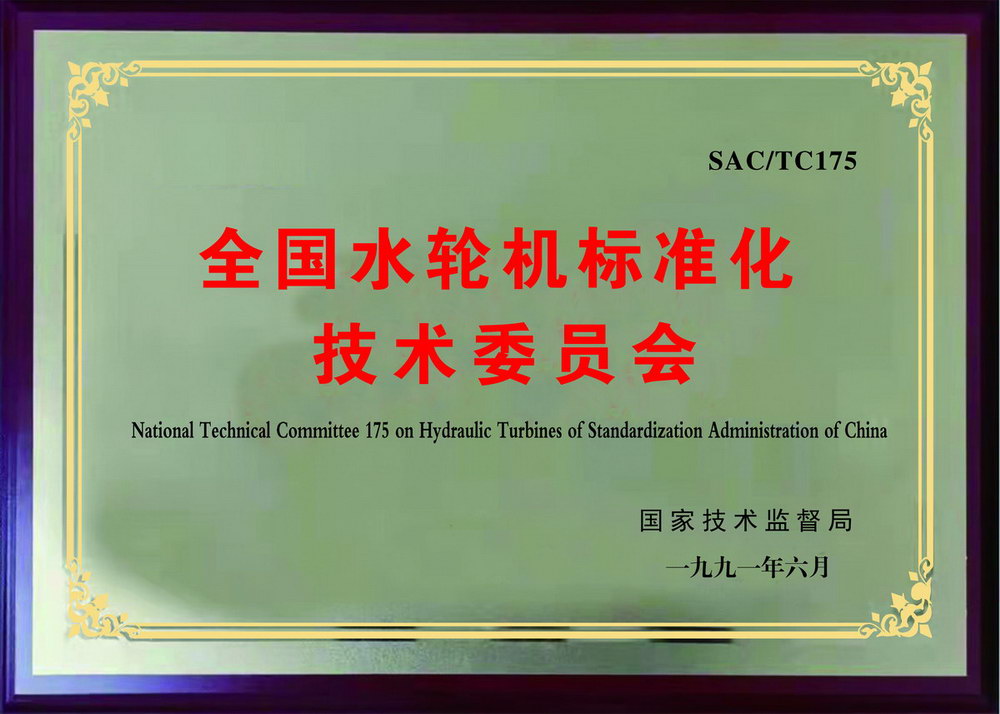 SAC/TC175
全国水轮机标准化
技术委员会
National Technical Committee 175 on Hydraulic Turbines of Standardization Administration of China
国家技术监督局
一九九一年六月